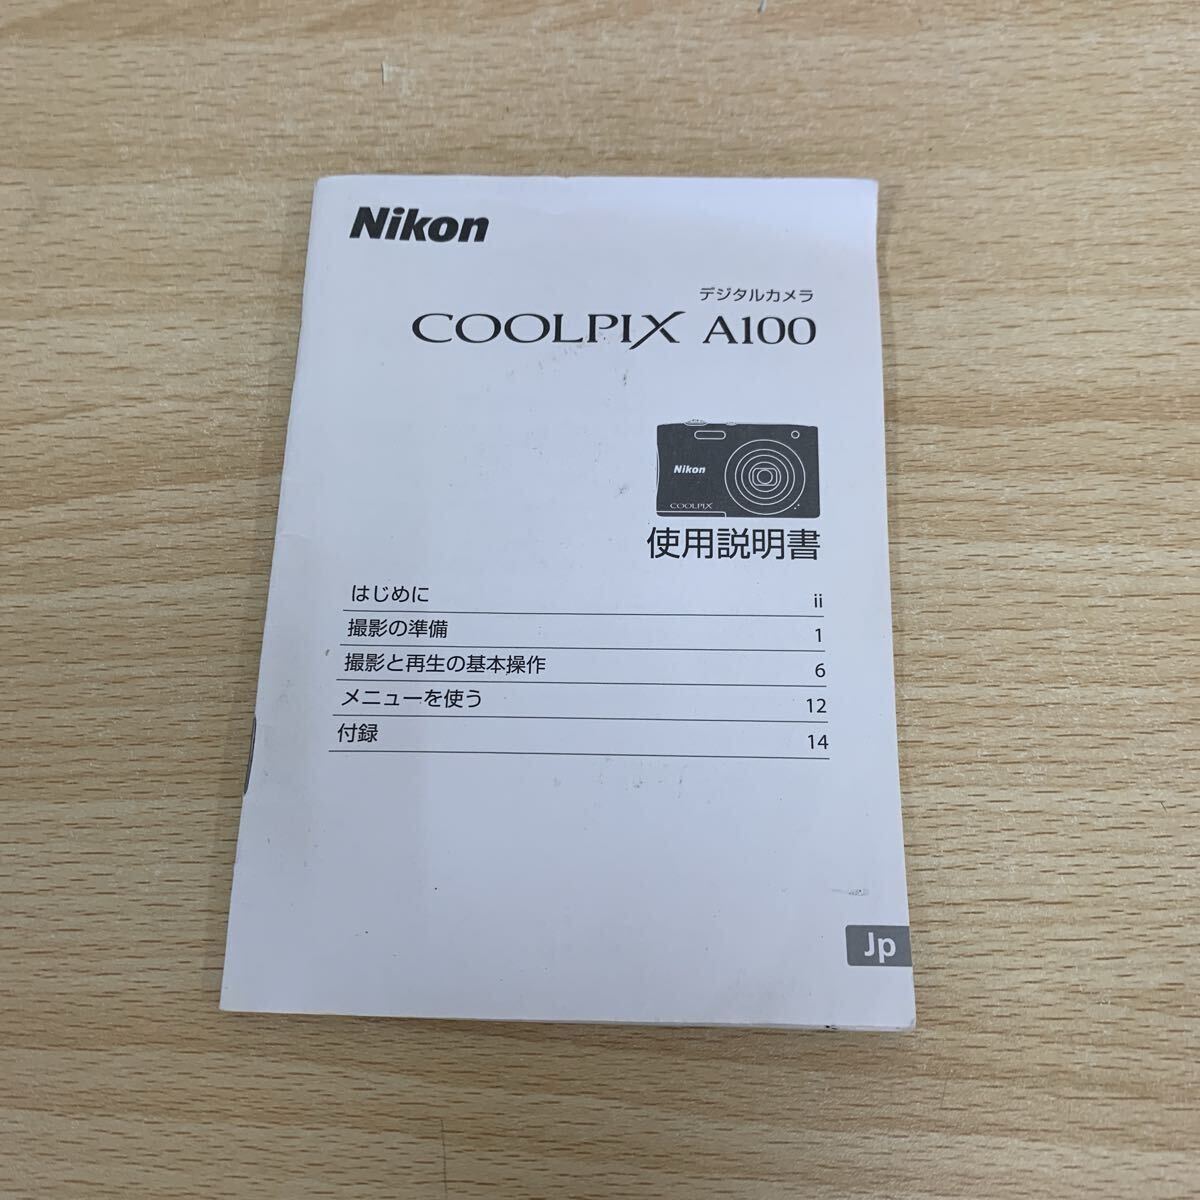 Nikon
デジタルカメラ
COOLPIX A100
Nikon
COOLPIX
使用説明書
はじめに ii
撮影の準備 1
撮影と再生の基本操作 6
メニューを使う 12
付録 14
Jp